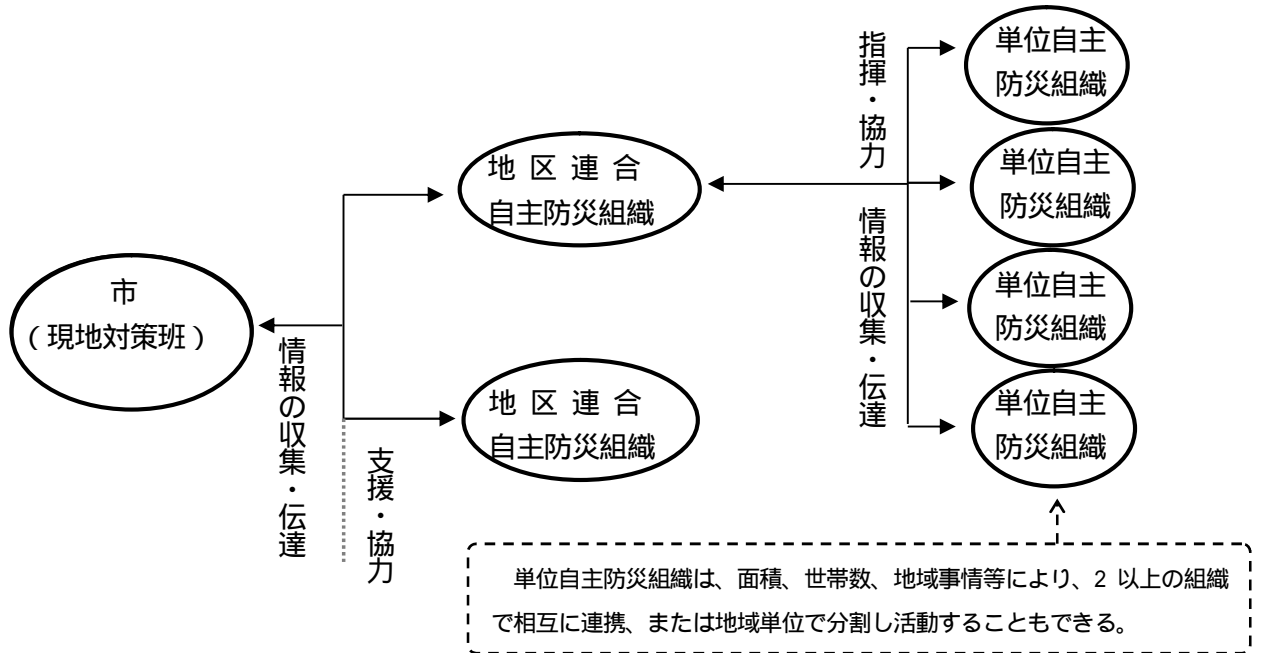 市
（現地対策班）
情報の収集・伝達
支援・協力
地区連合
自主防災組織
地区連合
自主防災組織
指揮・協力
情報の収集・伝達
単位自主
防災組織
単位自主
防災組織
単位自主
防災組織
単位自主
防災組織
単位自主防災組織は、面積、世帯数、地域事情等により、2 以上の組織
で相互に連携、または地域単位で分割し活動することもできる。